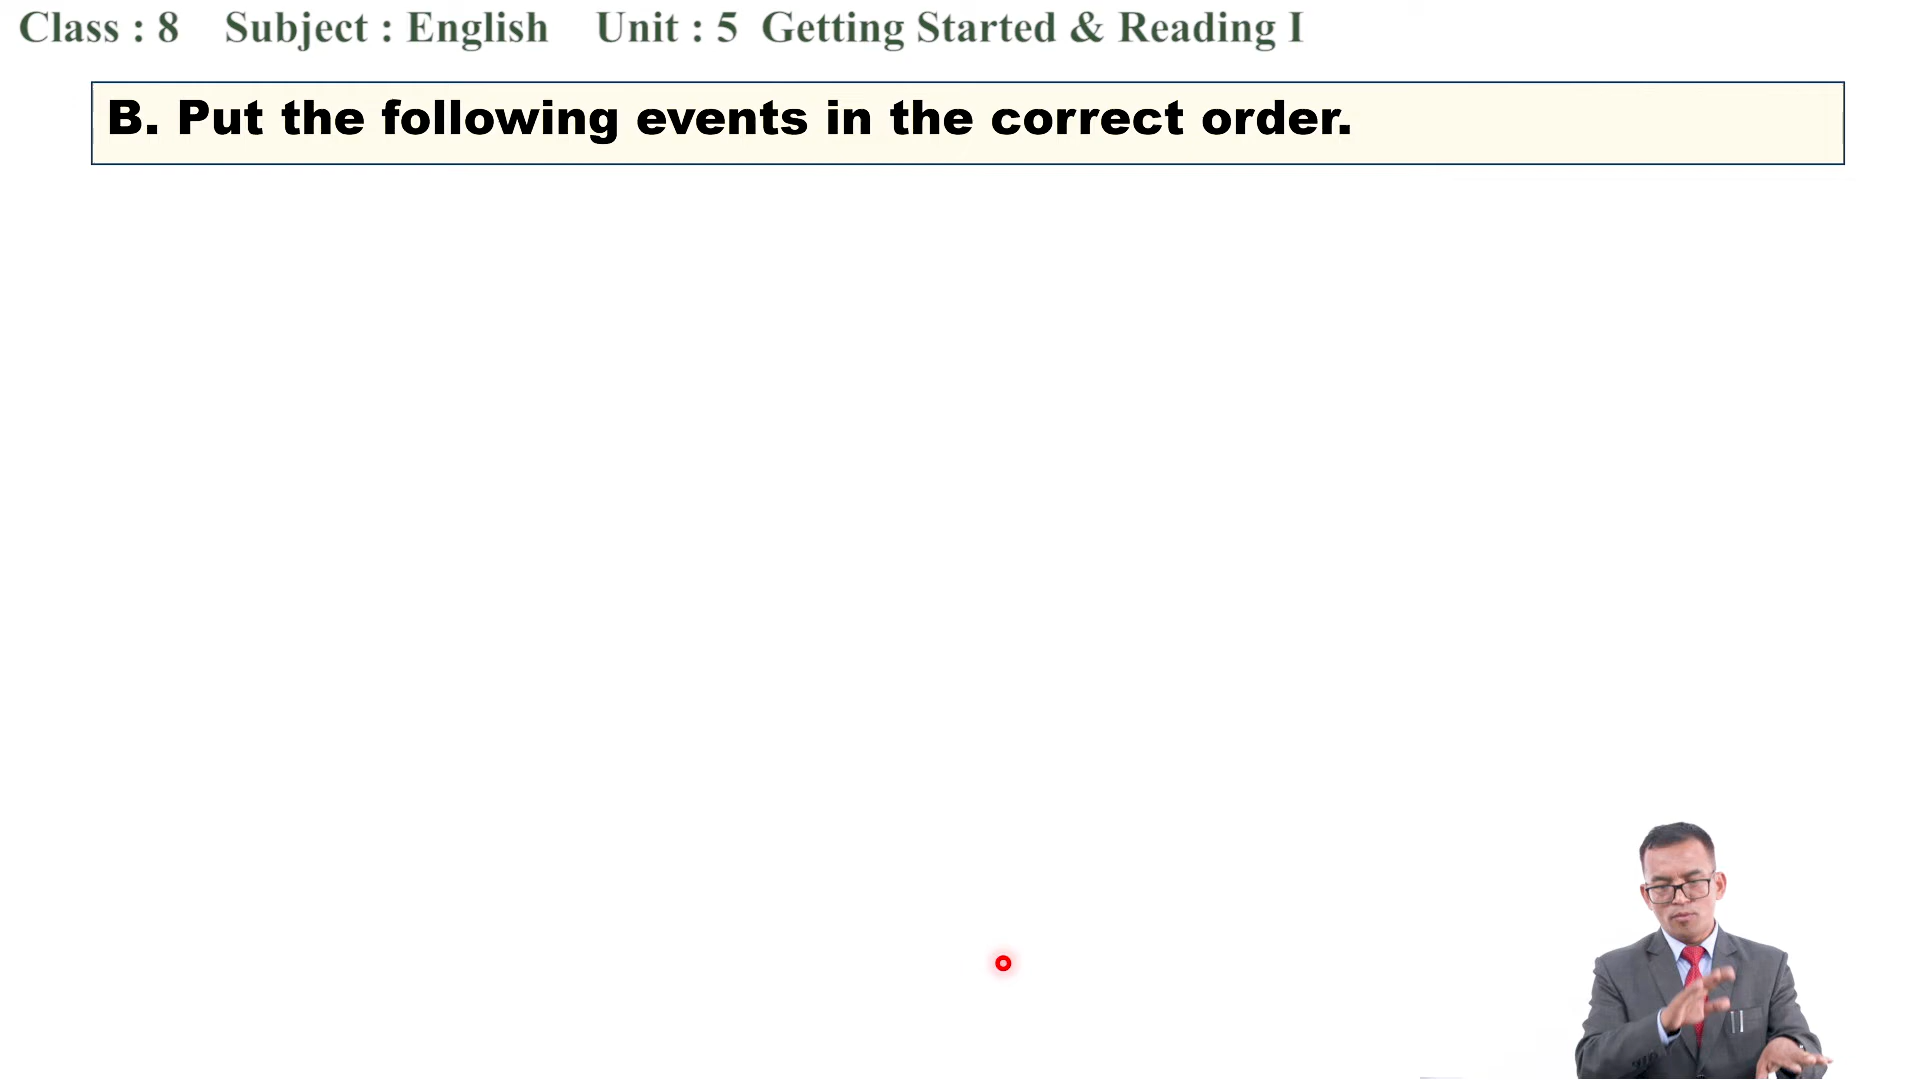 Class : 8 Subject : English Unit : 5 Getting Started & Reading I
B. Put the following events in the correct order.